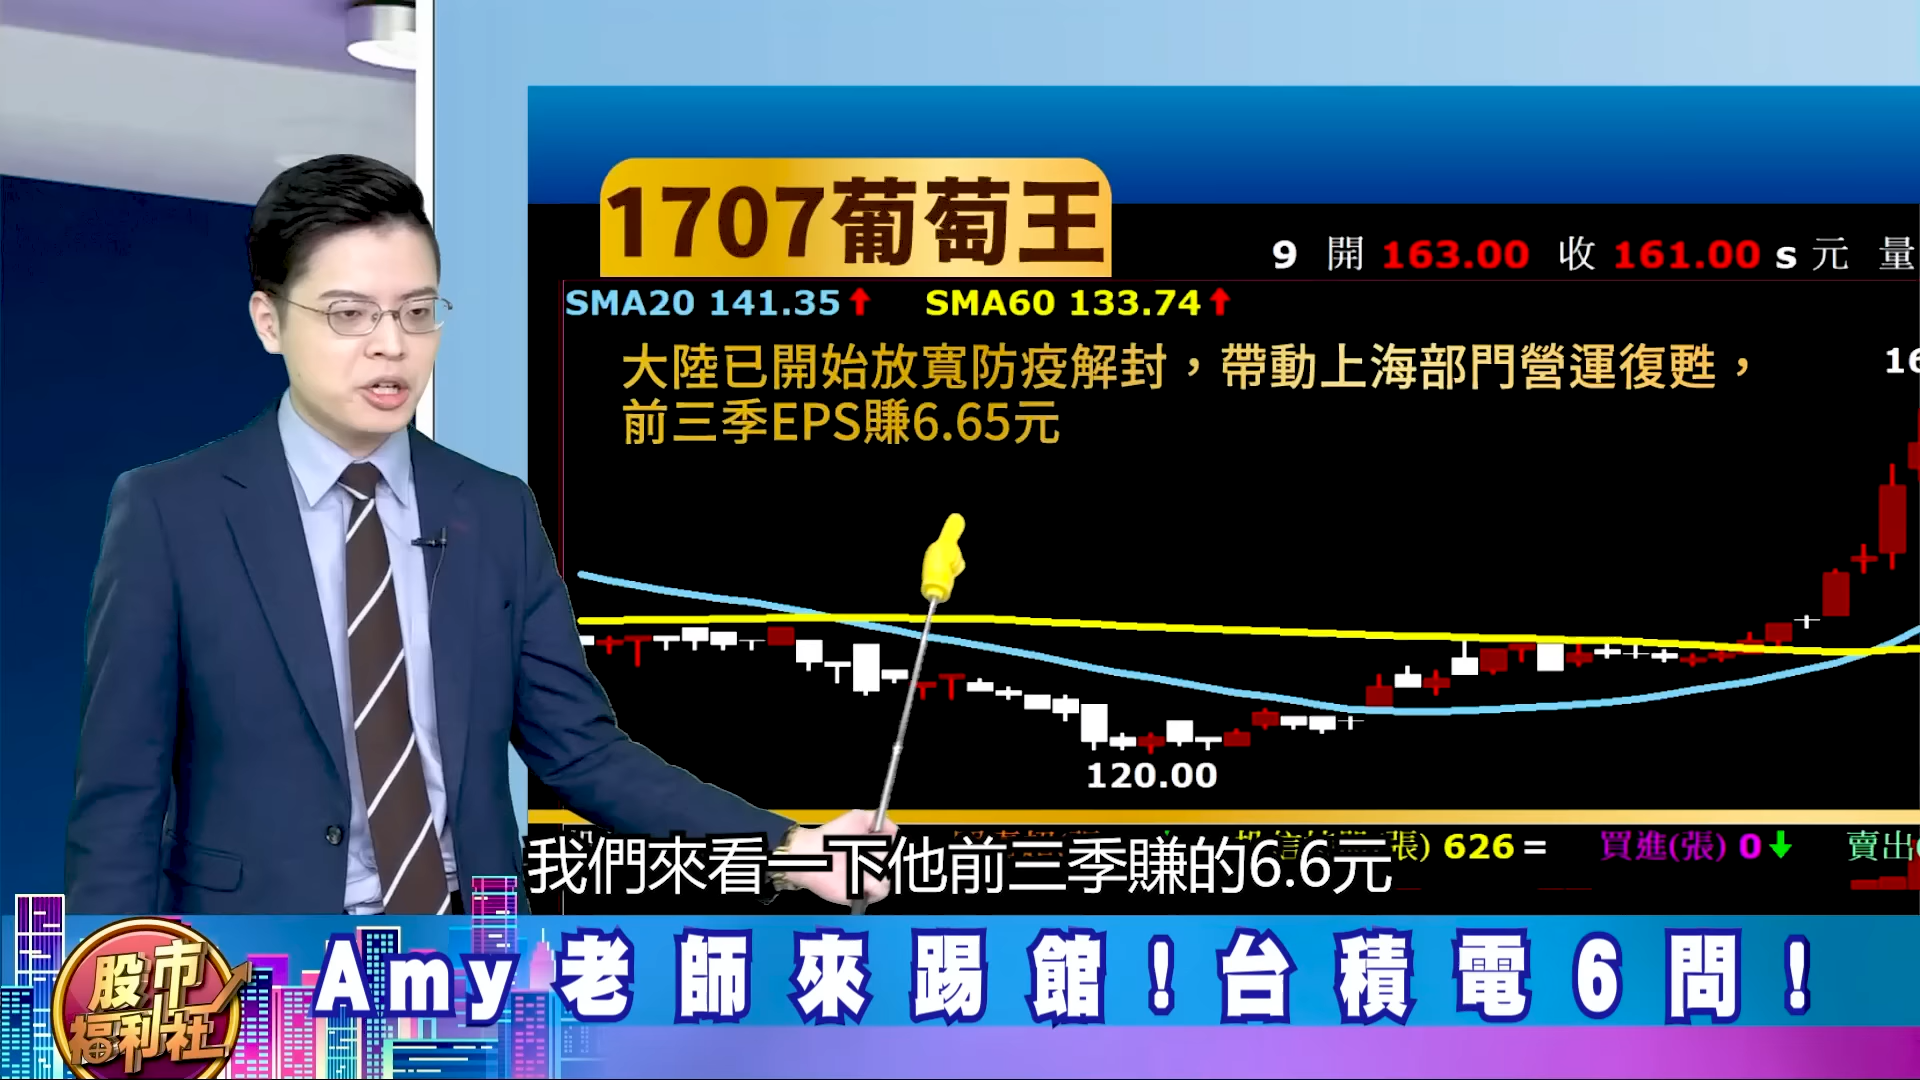 1707葡萄王
9 開 163.00 收 161.00 s 元 量
SMA20 141.35↑ SMA60 133.74↑
大陸已開始放寬防疫解封，帶動上海部門營運復甦，
前三季EPS賺6.65元
120.00
張) 626 = 買進(張) 0↓ 賣出
我們來看一下他前三季賺的6.6元
Amy老師來踢館！台積電6問！
股市
福利社